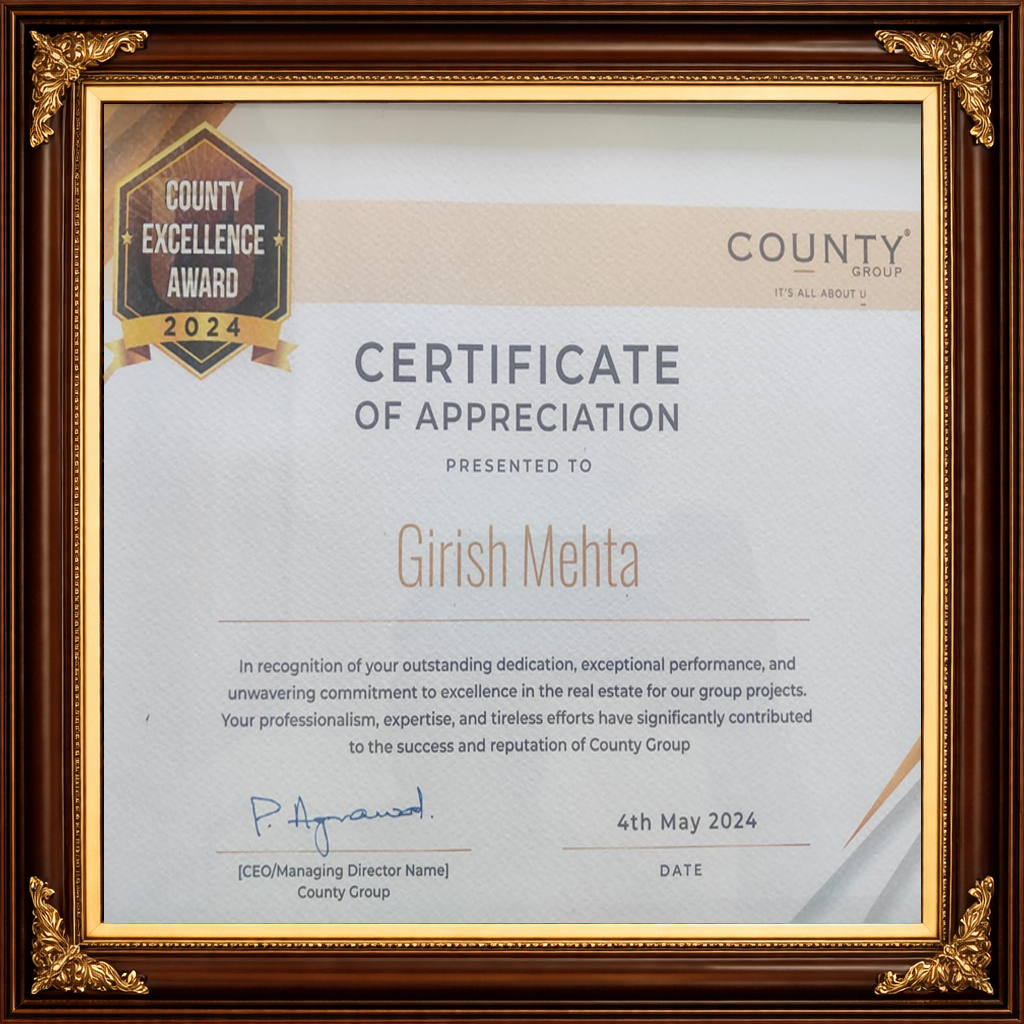 COUNTY
EXCELLENCE
AWARD
2024
COUNTY®
GROUP
IT'S ALL ABOUT U
CERTIFICATE
OF APPRECIATION
PRESENTED TO
Girish Mehta
In recognition of your outstanding dedication, exceptional performance, and
unwavering commitment to excellence in the real estate for our group projects.
Your professionalism, expertise, and tireless efforts have significantly contributed
to the success and reputation of County Group
P. Agrawal.
4th May 2024
[CEO/Managing Director Name]
County Group
DATE